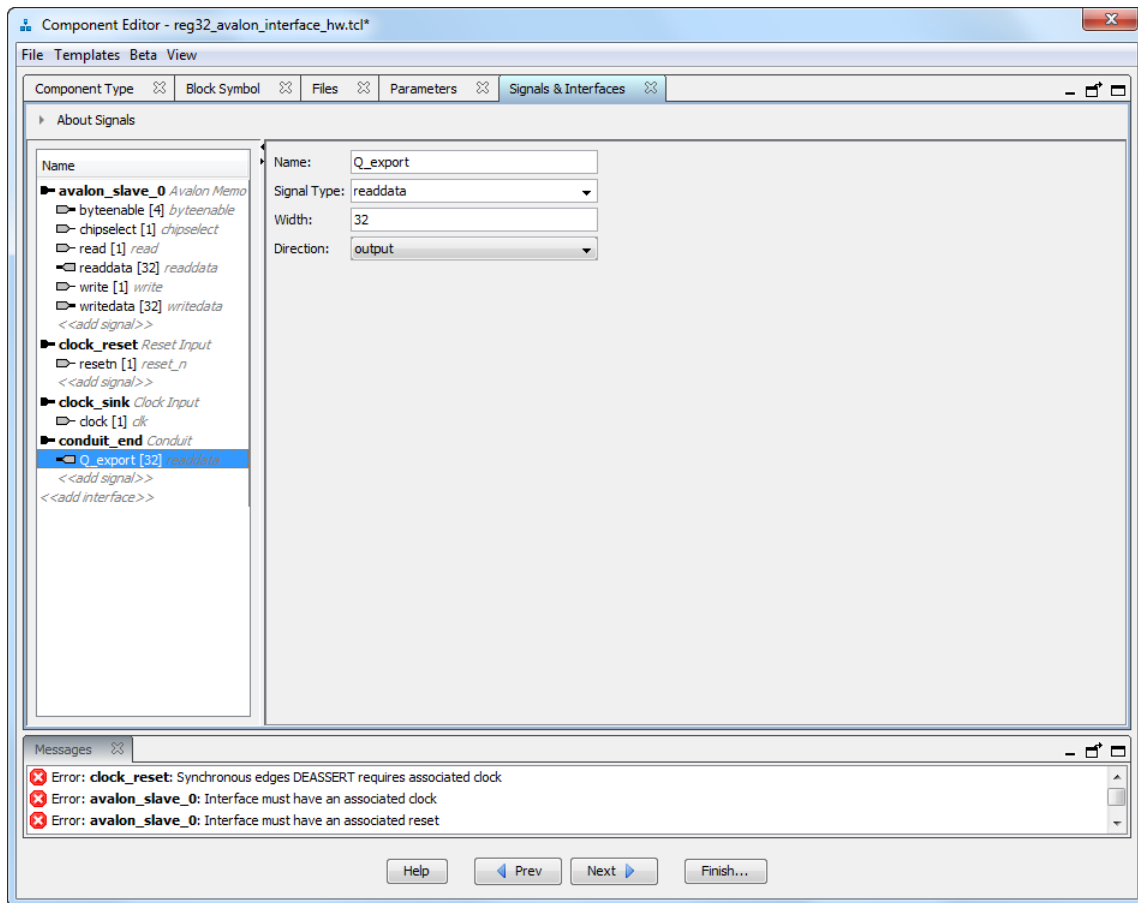 Component Editor - reg32_avalon_interface_hw.tcl*
File Templates Beta View
Component Type Block Symbol Files Parameters Signals & Interfaces
About Signals
Name
avalon_slave_0 Avalon Memo
byteenable [4] byteenable
chipselect [1] chipselect
read [1] read
readdata [32] readdata
write [1] write
writedata [32] writedata
<<add signal>>
clock_reset Reset Input
resetn [1] reset_n
<<add signal>>
clock_sink Clock Input
clock [1] clk
<<add signal>>
conduit_end Conduit
Q_export [32] readdata
<<add signal>>
<<add interface>>
Name: Q_export
Signal Type: readdata
Width: 32
Direction: output
Messages
Error: clock_reset: Synchronous edges DEASSERT requires associated clock
Error: avalon_slave_0: Interface must have an associated clock
Error: avalon_slave_0: Interface must have an associated reset
Help Prev Next Finish...